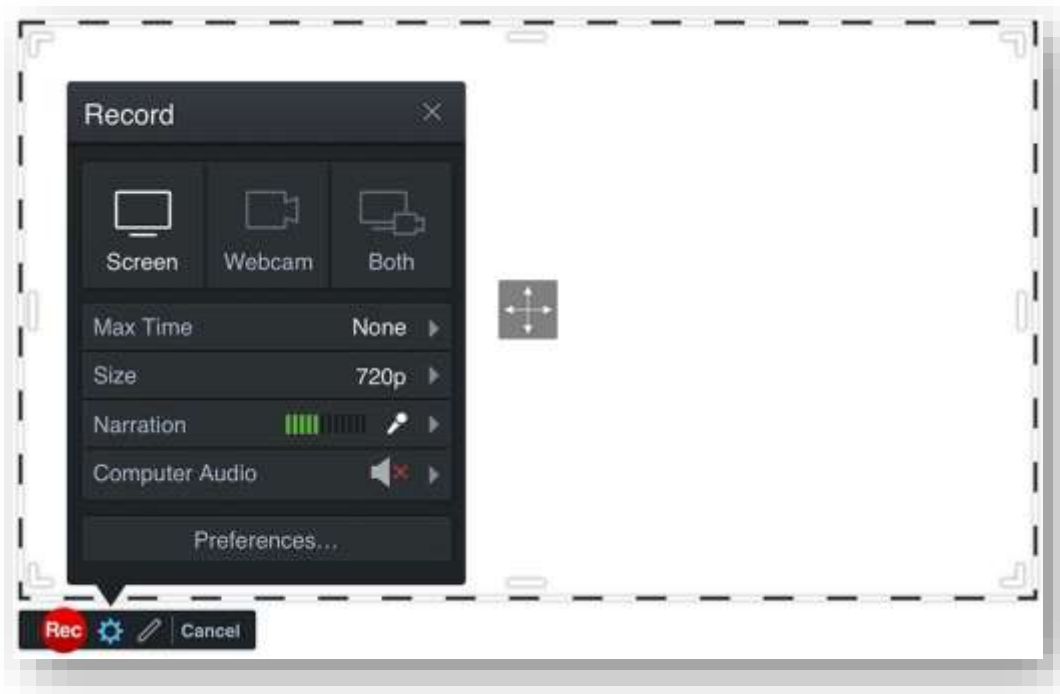 Record
Screen Webcam Both
Max Time None
Size 720p
Narration
Computer Audio
Preferences...
Rec Cancel